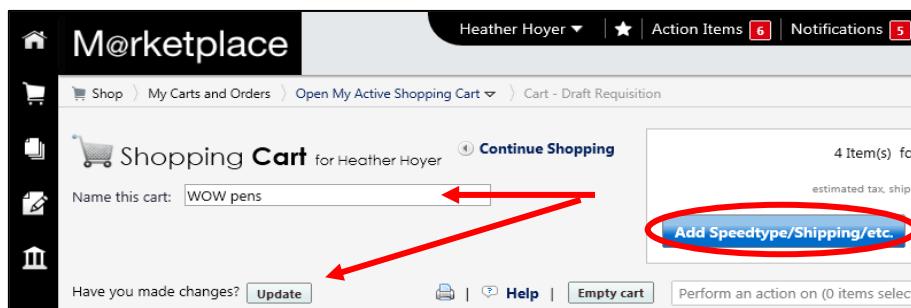 Heather Hoyer Action Items 6 Notifications 5
M@rketplace
Shop My Carts and Orders Open My Active Shopping Cart Cart - Draft Requisition
Shopping Cart for Heather Hoyer Continue Shopping
4 Item(s) fo
Name this cart: WOW pens
estimated tax, ship
Add Speedtype/Shipping/etc.
Have you made changes? Update | ? Help | Empty cart Perform an action on (0 items selec